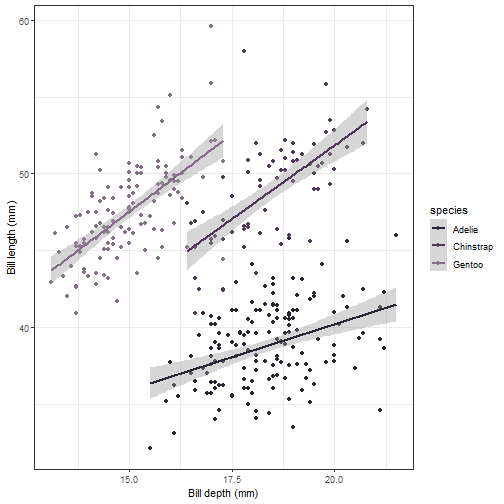 60
50
40
Bill length (mm)
15.0
17.5
20.0
Bill depth (mm)
species
Adelie
Chinstrap
Gentoo